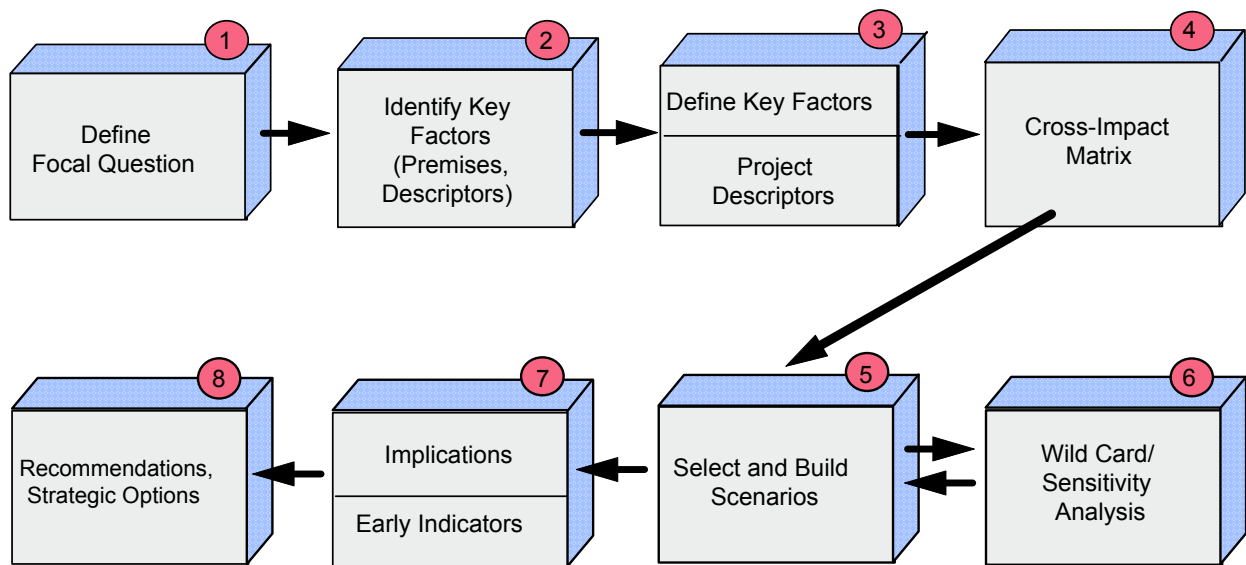 1
Define
Focal Question
2
Identify Key
Factors
(Premises,
Descriptors)
3
Define Key Factors
Project
Descriptors
4
Cross-Impact
Matrix
5
Select and Build
Scenarios
6
Wild Card/
Sensitivity
Analysis
7
Implications
Early Indicators
8
Recommendations,
Strategic Options